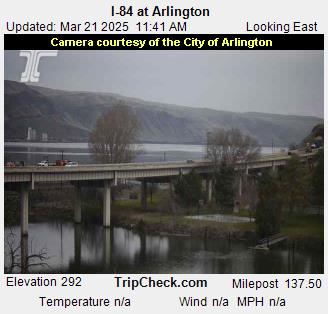 I-84 at Arlington
Updated: Mar 21 2025 11:41 AM Looking East
Camera courtesy of the City of Arlington
Elevation 292 TripCheck.com Milepost 137.50
Temperature n/a Wind n/a MPH n/a